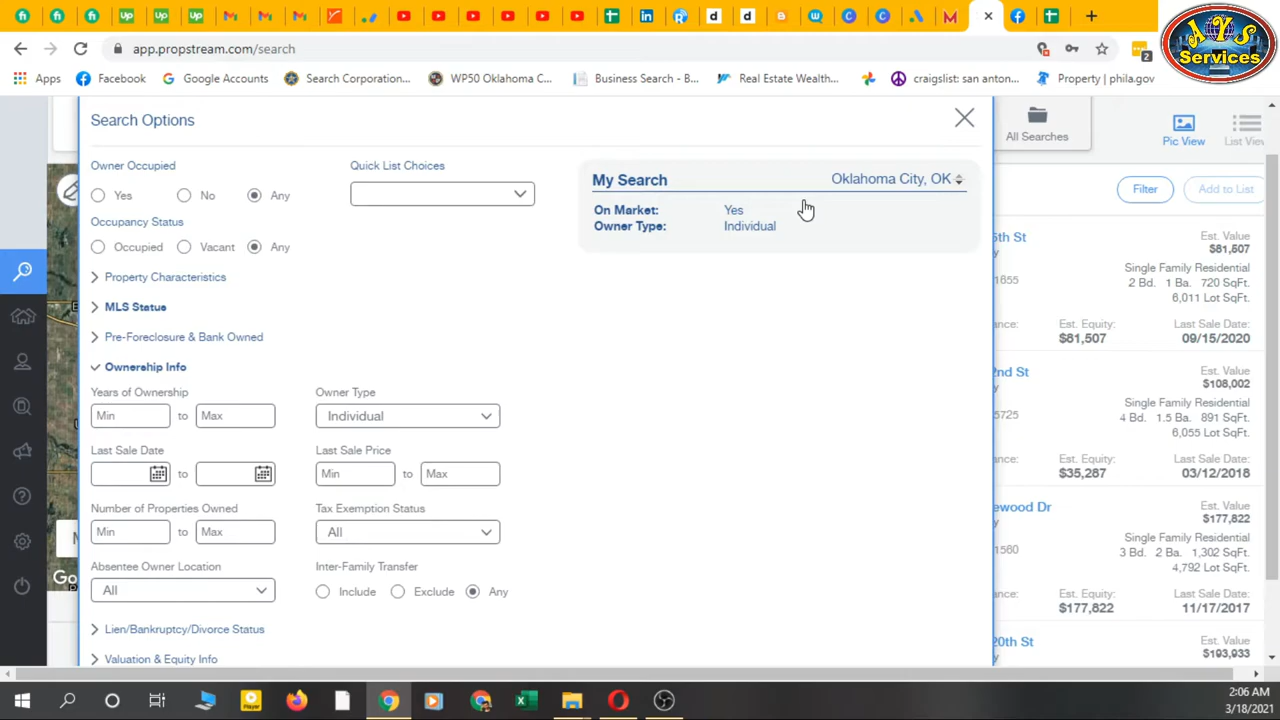 app.propstream.com/search
Apps
Facebook
Google Accounts
Search Corporation...
WP50 Oklahoma C...
Business Search - B...
Real Estate Wealth...
craigslist: san anton...
Property | phila.gov
AYS
Services
2
Search Options
All Searches
Pic View
List View
Owner Occupied
Yes
No
Any
Quick List Choices
My Search
Oklahoma City, OK
On Market:
Yes
Owner Type:
Individual
Filter
Add to List
Occupancy Status
Occupied
Vacant
Any
Property Characteristics
MLS Status
Pre-Foreclosure & Bank Owned
Ownership Info
Years of Ownership
Min
to
Max
Owner Type
Individual
Last Sale Date
to
Last Sale Price
Min
to
Max
Number of Properties Owned
Min
to
Max
Tax Exemption Status
All
Absentee Owner Location
All
Inter-Family Transfer
Include
Exclude
Any
Lien/Bankruptcy/Divorce Status
Valuation & Equity Info
5th St
Est. Value
$81,507
1655
Single Family Residential
2 Bd. 1 Ba. 720 SqFt.
6,011 Lot SqFt.
nce:
Est. Equity:
Last Sale Date:
$81,507
09/15/2020
2nd St
Est. Value
$108,002
5725
Single Family Residential
4 Bd. 1.5 Ba. 891 SqFt.
6,055 Lot SqFt.
nce:
Est. Equity:
Last Sale Date:
$35,287
03/12/2018
ewood Dr
Est. Value
$177,822
1560
Single Family Residential
3 Bd. 2 Ba. 1,302 SqFt.
4,792 Lot SqFt.
nce:
Est. Equity:
Last Sale Date:
$177,822
11/17/2017
20th St
Est. Value
$193,933
2:06 AM
3/18/2021